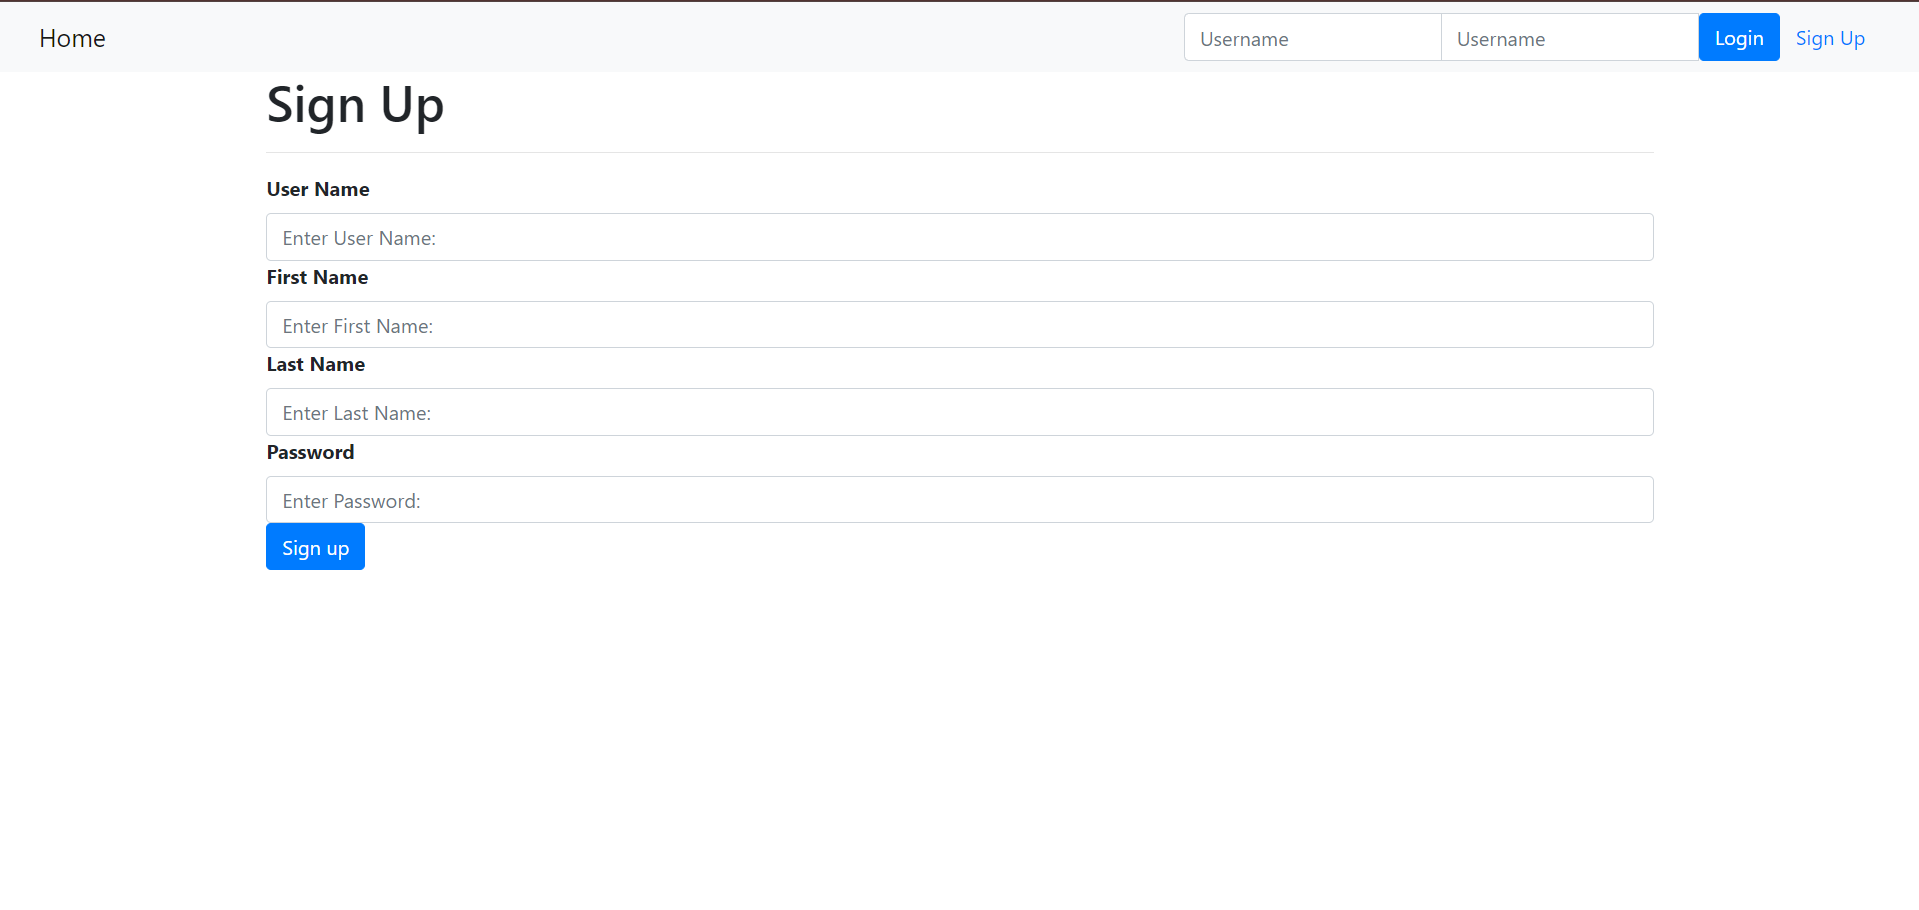 Home Username Username Login Sign Up
Sign Up
User Name
Enter User Name:
First Name
Enter First Name:
Last Name
Enter Last Name:
Password
Enter Password:
Sign up